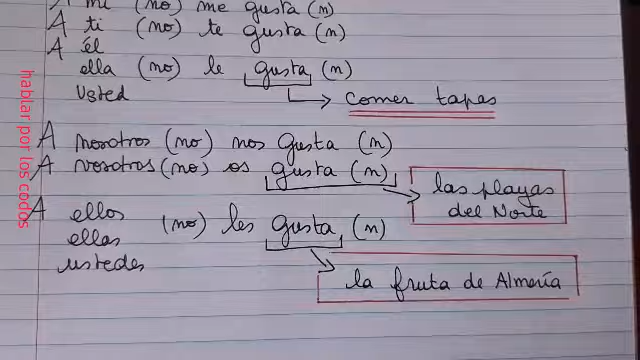 A mi (no) me gusta (n)
A ti (no) te gusta (n)
A él
ella (no) le gusta (n)
Usted
comer tapas
A nosotros (no) nos gusta (n)
A vosotros (no) os gusta (n)
las playas
del Norte
A ellos
ellas (no) les gusta (n)
ustedes
la fruta de Almería
hablar por los codos